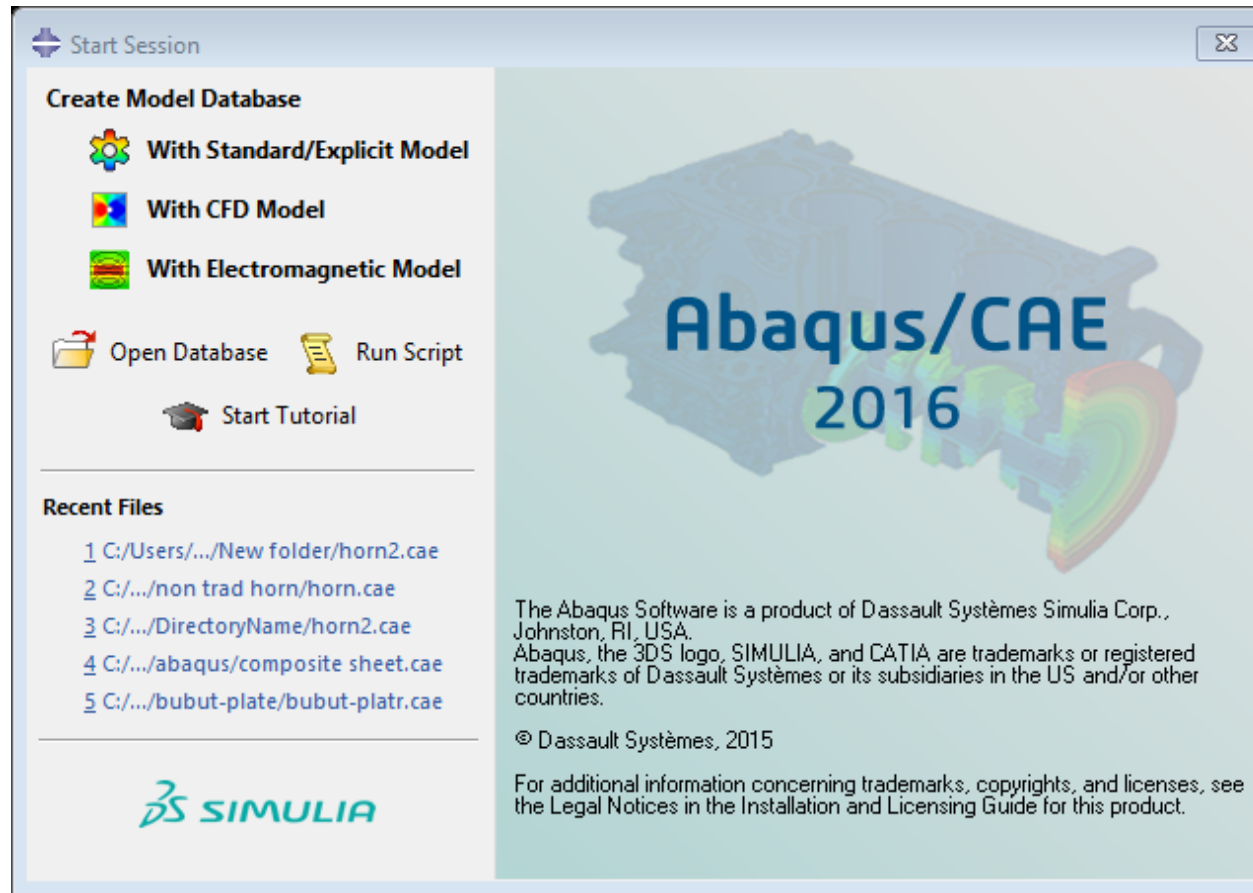 Start Session
Create Model Database
With Standard/Explicit Model
With CFD Model
With Electromagnetic Model
Open Database
Run Script
Start Tutorial
Recent Files
1 C:/Users/.../New folder/horn2.cae
2 C:/.../non trad horn/horn.cae
3 C:/.../DirectoryName/horn2.cae
4 C:/.../abaqus/composite sheet.cae
5 C:/.../bubut-plate/bubut-platr.cae
3DS SIMULIA
Abaqus/CAE
2016
The Abaqus Software is a product of Dassault Systèmes Simulia Corp.,
Johnston, RI, USA.
Abaqus, the 3DS logo, SIMULIA, and CATIA are trademarks or registered
trademarks of Dassault Systèmes or its subsidiaries in the US and/or other
countries.
© Dassault Systèmes, 2015
For additional information concerning trademarks, copyrights, and licenses, see
the Legal Notices in the Installation and Licensing Guide for this product.